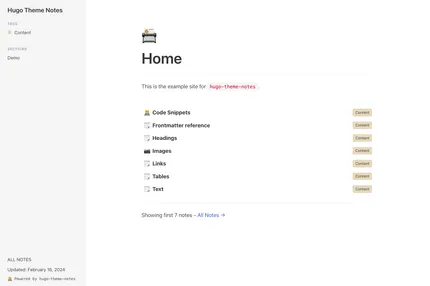 Hugo Theme Notes
TAGS
Content
SECTIONS
Demo
ALL NOTES
Updated: February 16, 2024
Powered by hugo-theme-notes
Home
This is the example site for hugo-theme-notes
Code Snippets Content
Frontmatter reference Content
Headings Content
Images Content
Links Content
Tables Content
Text Content
Showing first 7 notes - All Notes →